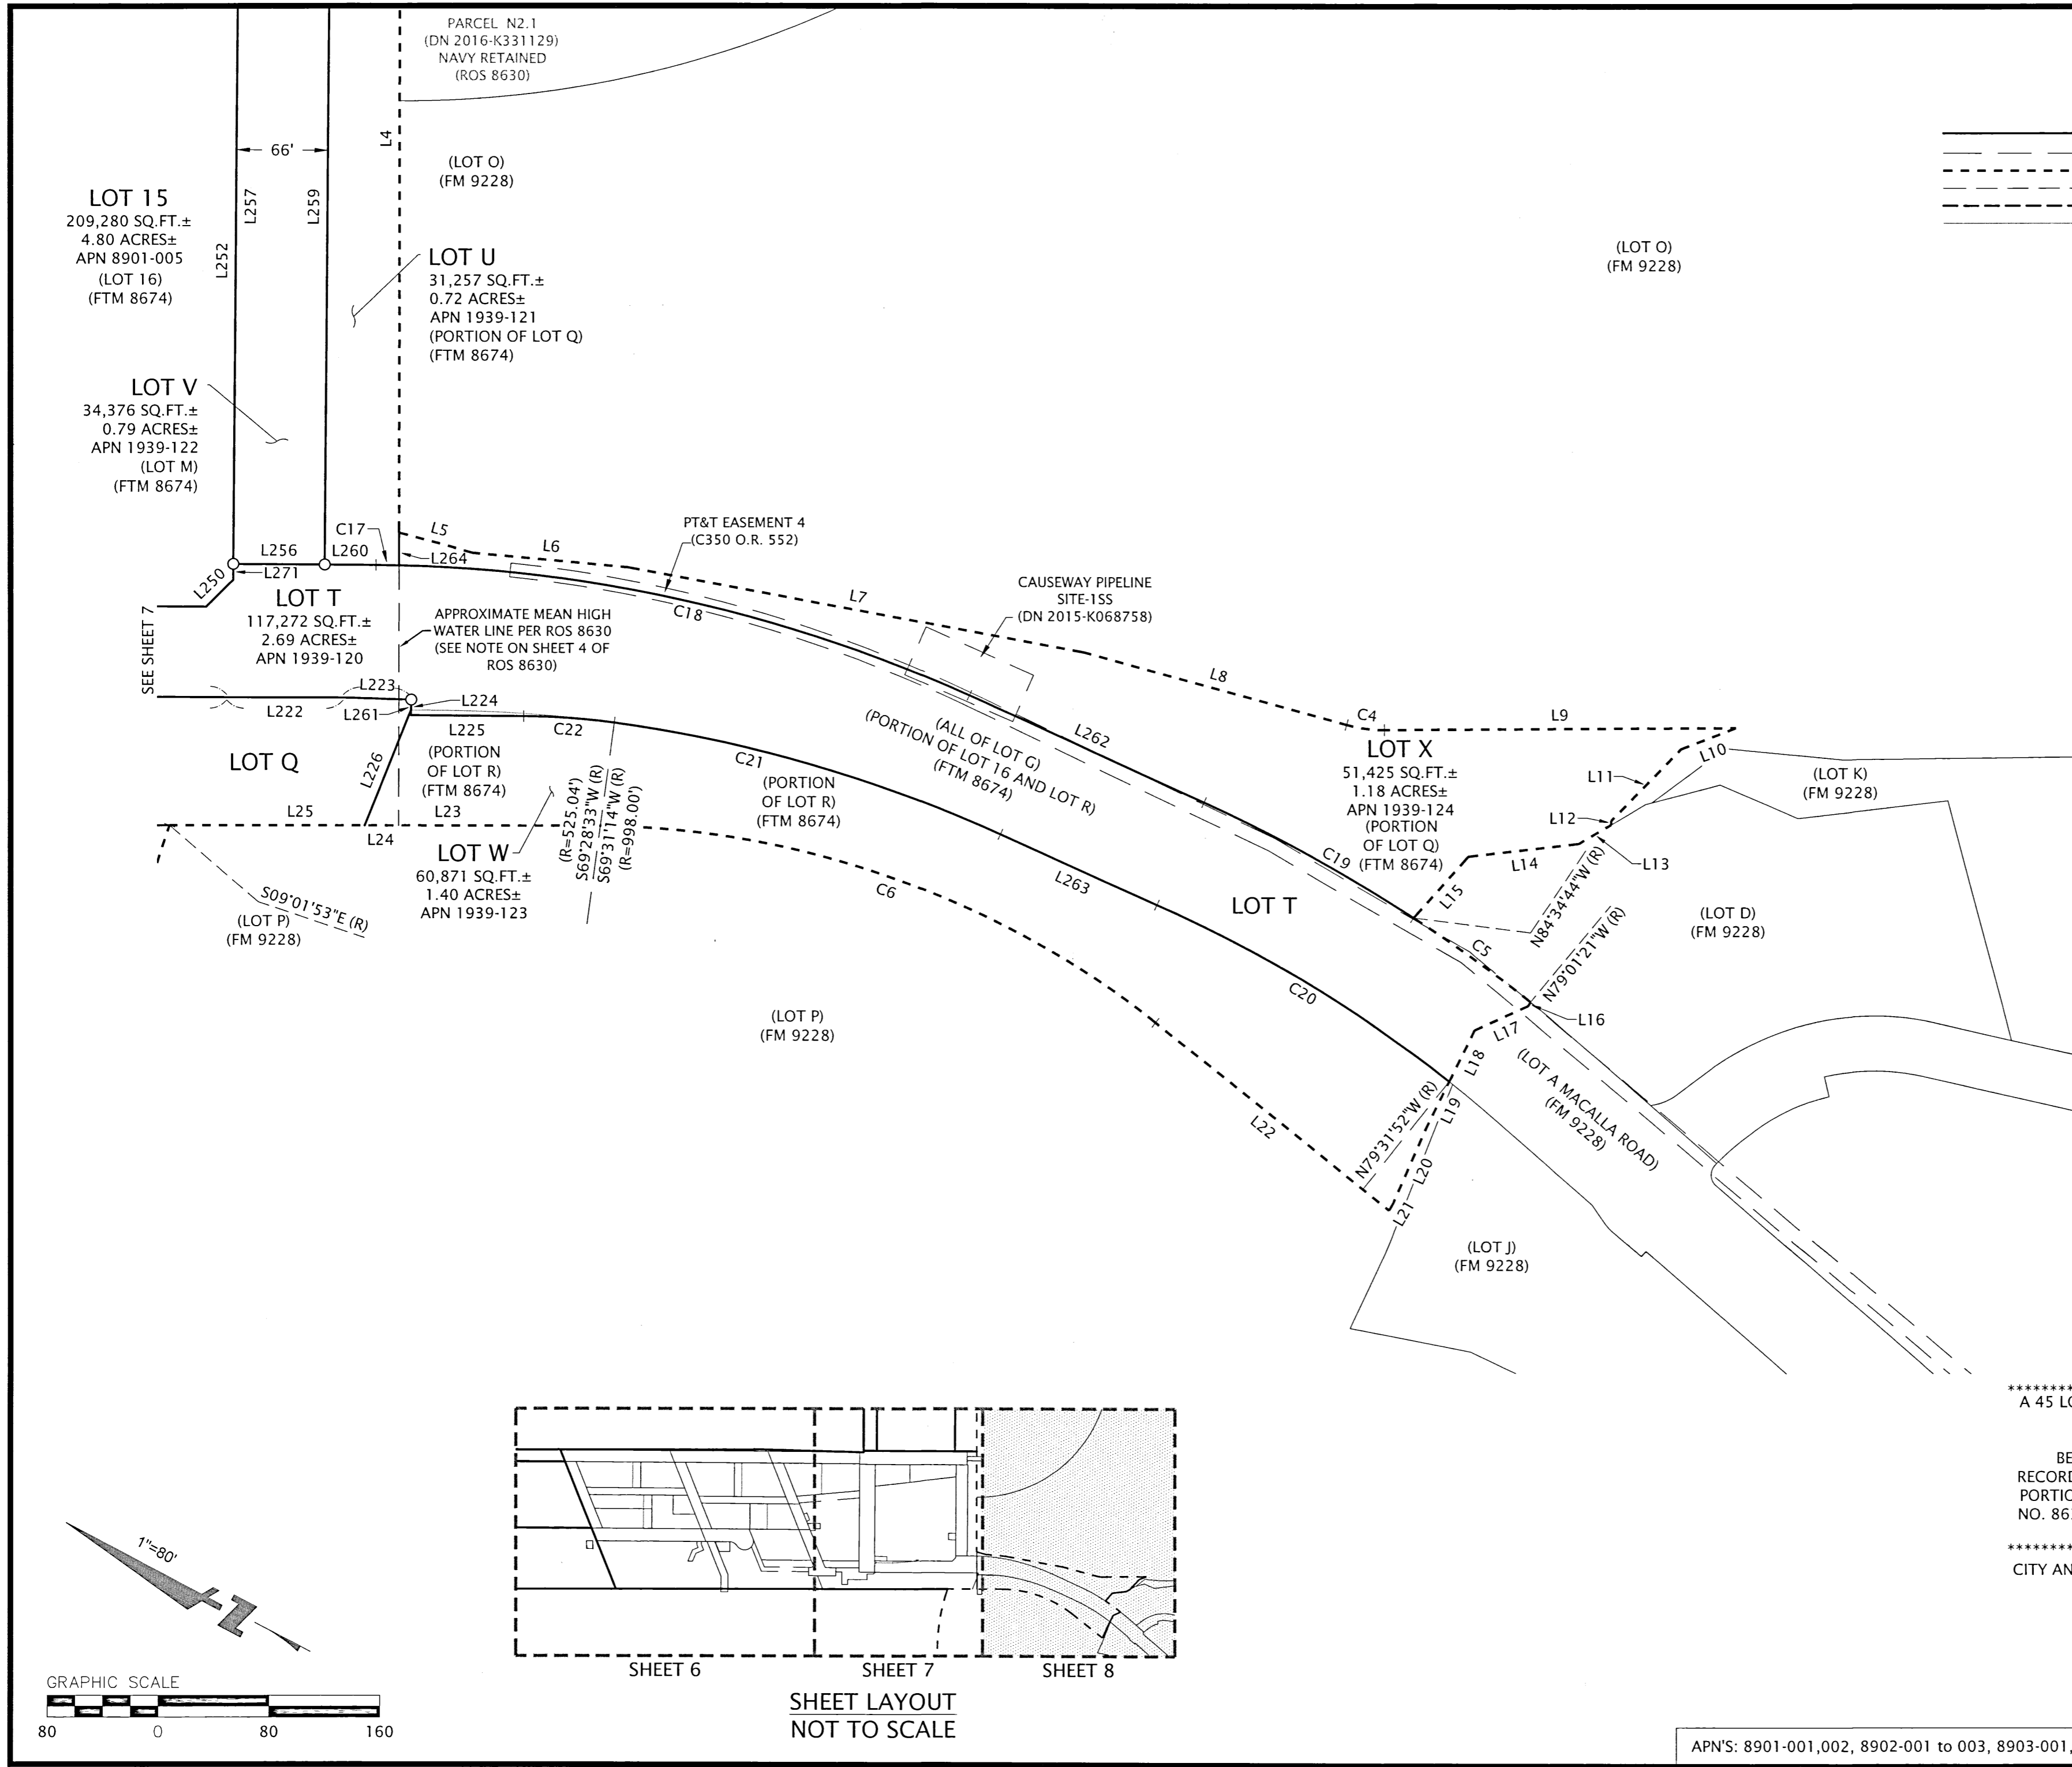 PARCEL N2.1
(DN 2016-K331129)
NAVY RETAINED
(ROS 8630)
L4
66'
(LOT O)
(FM 9228)
LOT 15
209,280 SQ.FT.±
4.80 ACRES±
APN 8901-005
(LOT 16)
(FTM 8674)
L252
L257
L259
LOT U
31,257 SQ.FT.±
0.72 ACRES±
APN 1939-121
(PORTION OF LOT Q)
(FTM 8674)
(LOT O)
(FM 9228)
LOT V
34,376 SQ.FT.±
0.79 ACRES±
APN 1939-122
(LOT M)
(FTM 8674)
C17
L5
L6
PT&T EASEMENT 4
(C350 O.R. 552)
L256
L260
L264
L250
L271
LOT T
117,272 SQ.FT.±
2.69 ACRES±
APN 1939-120
SEE SHEET 7
APPROXIMATE MEAN HIGH
WATER LINE PER ROS 8630
(SEE NOTE ON SHEET 4 OF
ROS 8630)
C18
L7
CAUSEWAY PIPELINE
SITE-1SS
(DN 2015-K068758)
L8
C4
L9
L10
L223
L224
L222
L261
L225
C22
LOT Q
L226
(PORTION
OF LOT R)
(FTM 8674)
C21
(PORTION
OF LOT R)
(FTM 8674)
(ALL OF LOT G)
(PORTION OF LOT 16 AND LOT R)
(FTM 8674)
L262
LOT X
51,425 SQ.FT.±
1.18 ACRES±
APN 1939-124
(PORTION
OF LOT Q)
(FTM 8674)
L11
L12
L13
L14
L15
(LOT K)
(FM 9228)
L25
L24
L23
LOT W
60,871 SQ.FT.±
1.40 ACRES±
APN 1939-123
(R=525.04')
S69°28'33"W (R)
S69°31'14"W (R)
(R=998.00')
S09°01'53"E (R)
(LOT P)
(FM 9228)
C6
L263
C19
LOT T
N84°34'44"W (R)
C5
N79°01'21"W (R)
(LOT D)
(FM 9228)
C20
L16
L17
L18
(LOT P)
(FM 9228)
L22
N79°31'52"W (R)
L19
L20
L21
(LOT A MACALLA ROAD)
(FM 9228)
(LOT J)
(FM 9228)
A 45 LO
BE
RECORD
PORTIO
NO. 86
CITY AN
1"=80'
GRAPHIC SCALE
80 0 80 160
SHEET 6 SHEET 7 SHEET 8
SHEET LAYOUT
NOT TO SCALE
APN'S: 8901-001,002, 8902-001 to 003, 8903-001,